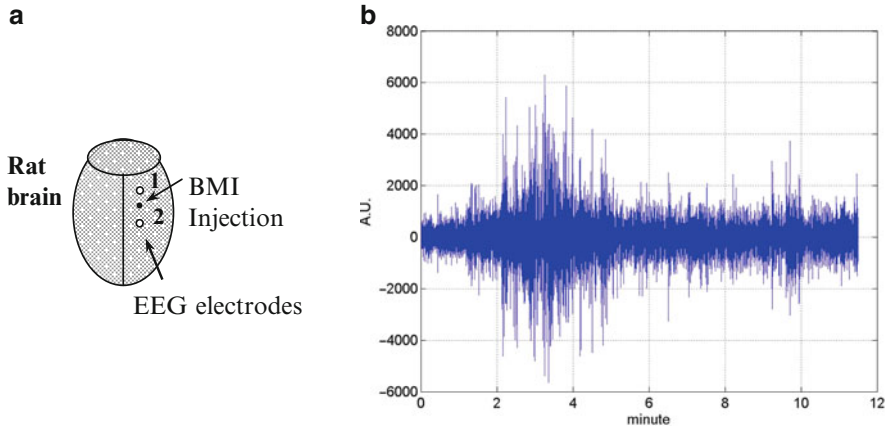 a
Rat
brain
1
2
BMI
Injection
EEG electrodes
b
A.U.
8000
6000
4000
2000
0
−2000
−4000
−6000
0 2 4 6 8 10 12
minute